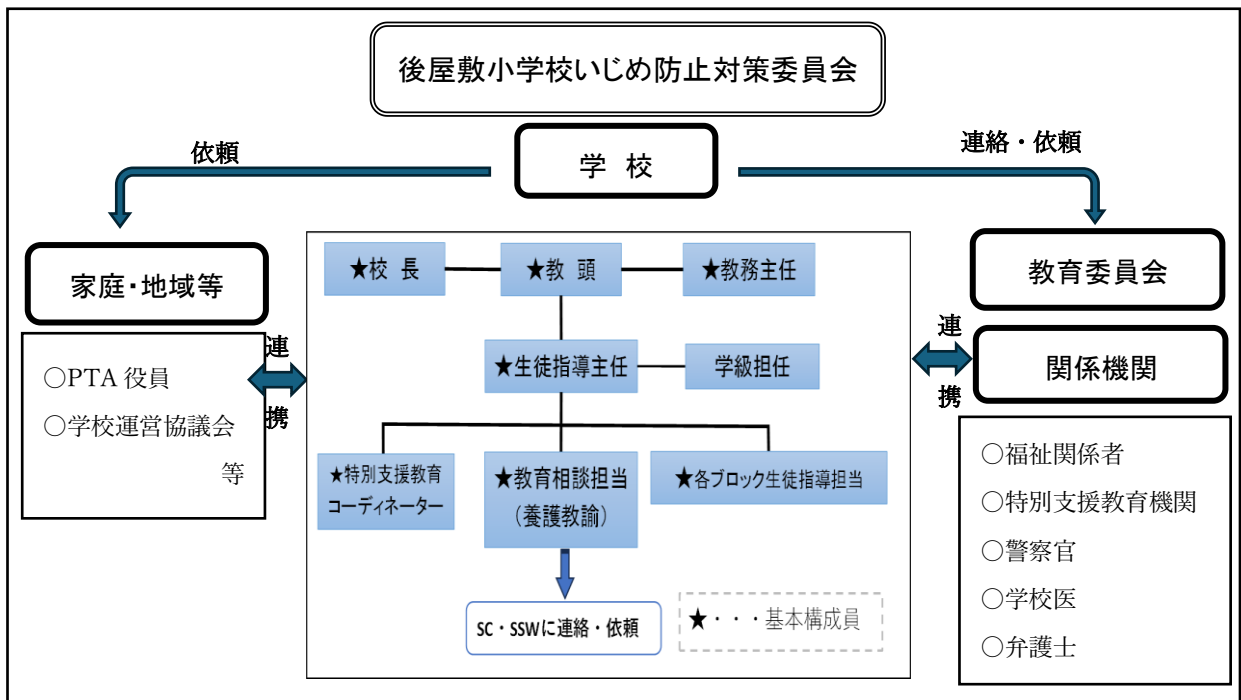 後屋敷小学校いじめ防止対策委員会
学 校
依頼
連絡・依頼
家庭・地域等
○PTA 役員
○学校運営協議会
等
連
携
★校 長
★教 頭
★教務主任
★生徒指導主任
学級担任
★特別支援教育
コーディネーター
★教育相談担当
（養護教諭）
★各ブロック生徒指導担当
SC・SSWに連絡・依頼
★・・・基本構成員
連
携
教育委員会
関係機関
○福祉関係者
○特別支援教育機関
○警察官
○学校医
○弁護士